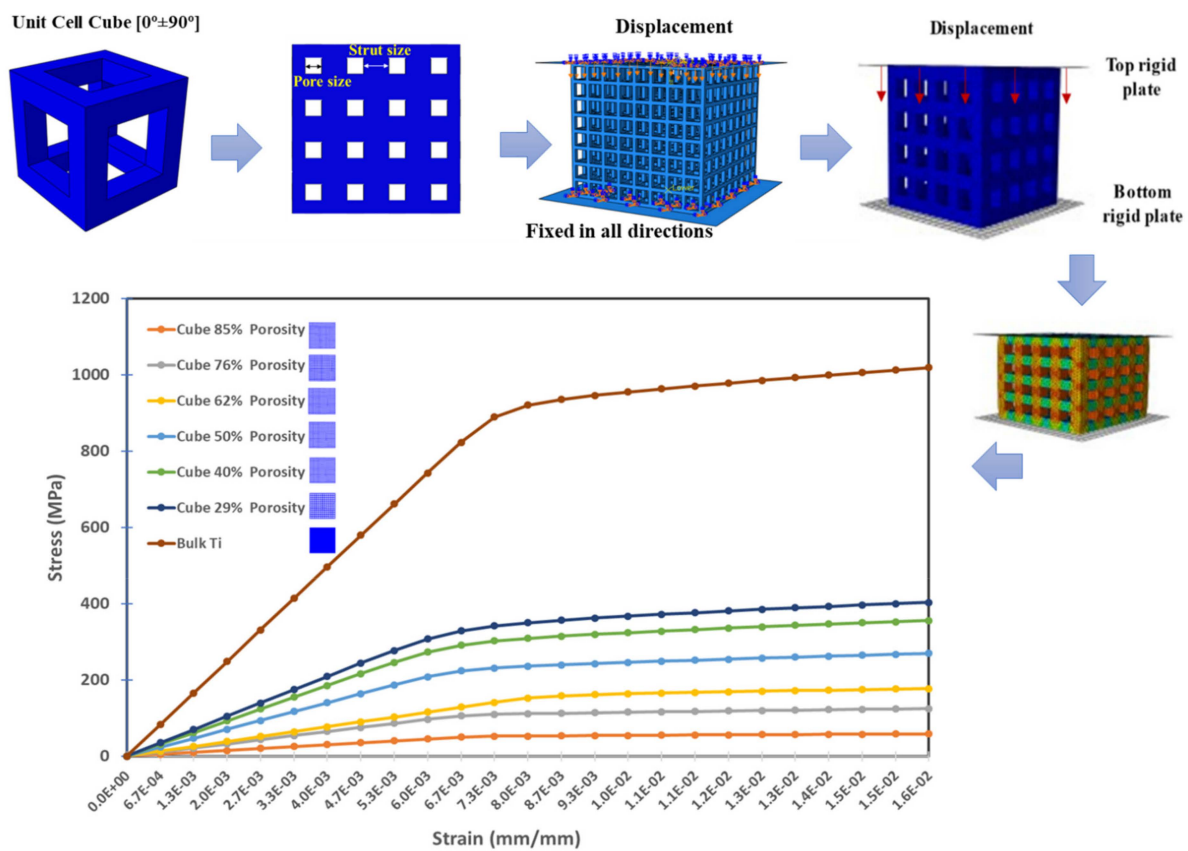 Unit Cell Cube [0º±90º]
Strut size
Pore size
Displacement
Fixed in all directions
Displacement
Top rigid
plate
Bottom
rigid plate
1200
1000
800
600
400
200
0
Stress (MPa)
Cube 85% Porosity
Cube 76% Porosity
Cube 62% Porosity
Cube 50% Porosity
Cube 40% Porosity
Cube 29% Porosity
Bulk Ti
0.0E+00
6.7E-04
1.3E-03
2.0E-03
2.7E-03
3.3E-03
4.0E-03
4.7E-03
5.3E-03
6.0E-03
6.7E-03
7.3E-03
8.0E-03
8.7E-03
9.3E-03
1.0E-02
1.1E-02
1.1E-02
1.2E-02
1.3E-02
1.3E-02
1.4E-02
1.5E-02
1.5E-02
1.6E-02
Strain (mm/mm)